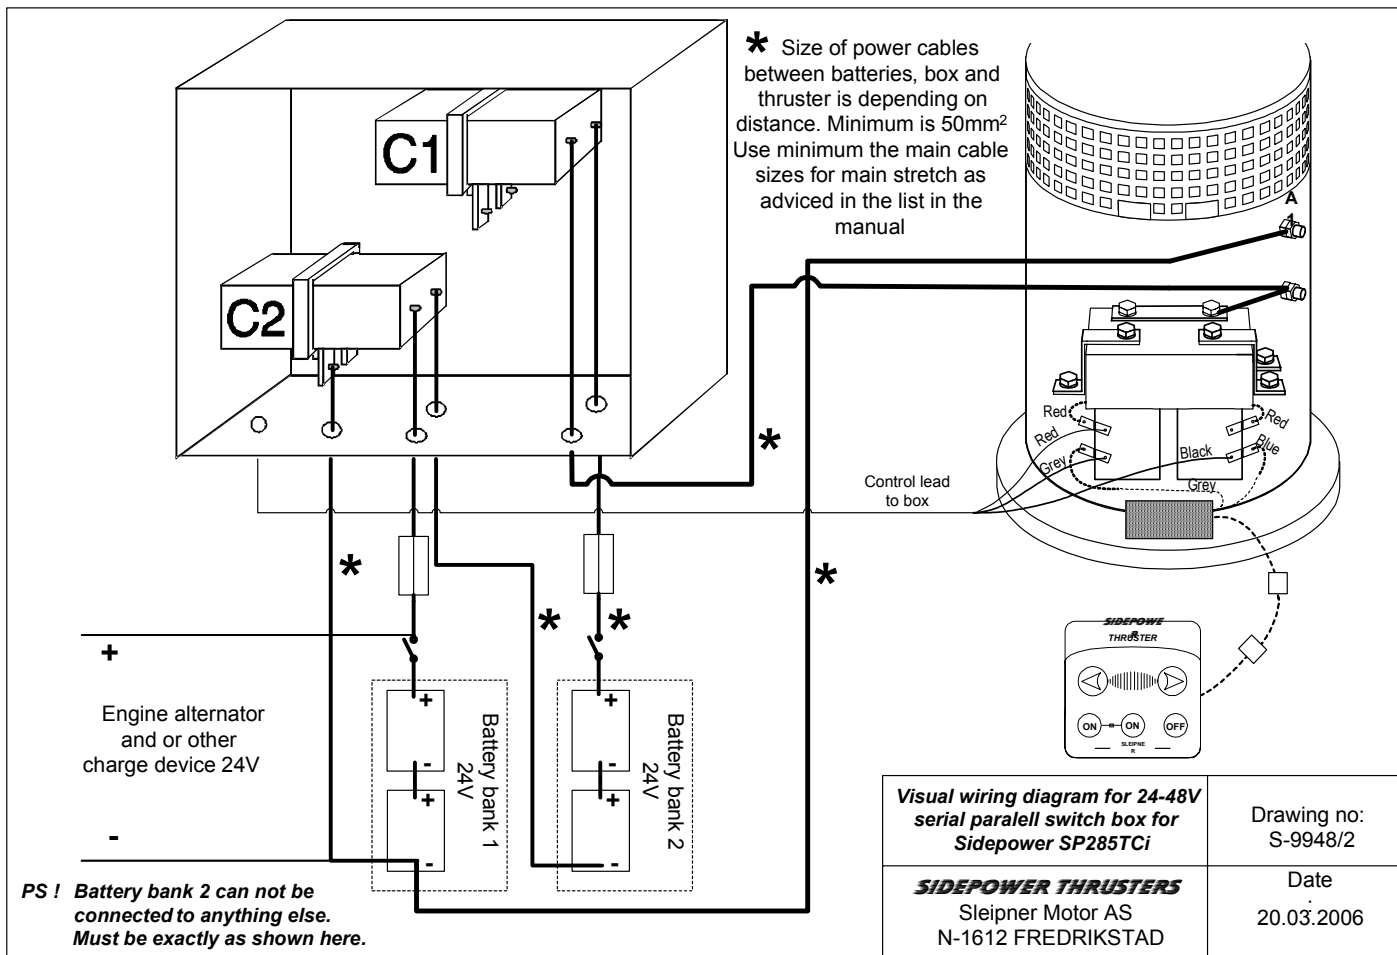 C1
C2
* Size of power cables
between batteries, box and
thruster is depending on
distance. Minimum is 50mm²
Use minimum the main cable
sizes for main stretch as
adviced in the list in the
manual
A
1
*
*
*
*
*
Red
Red
Red
Grey
Black
Blue
Grey
Control lead
to box
+
Engine alternator
and or other
charge device 24V
-
+
-
+
-
Battery bank 1
24V
+
-
+
-
Battery bank 2
24V
SIDEPOWE
R
THRUSTER
ON
ON
OFF
SLEIPNE
R
PS ! Battery bank 2 can not be
connected to anything else.
Must be exactly as shown here.
Visual wiring diagram for 24-48V
serial paralell switch box for
Sidepower SP285TCi
Drawing no:
S-9948/2
SIDEPOWER THRUSTERS
Sleipner Motor AS
N-1612 FREDRIKSTAD
Date
:
20.03.2006